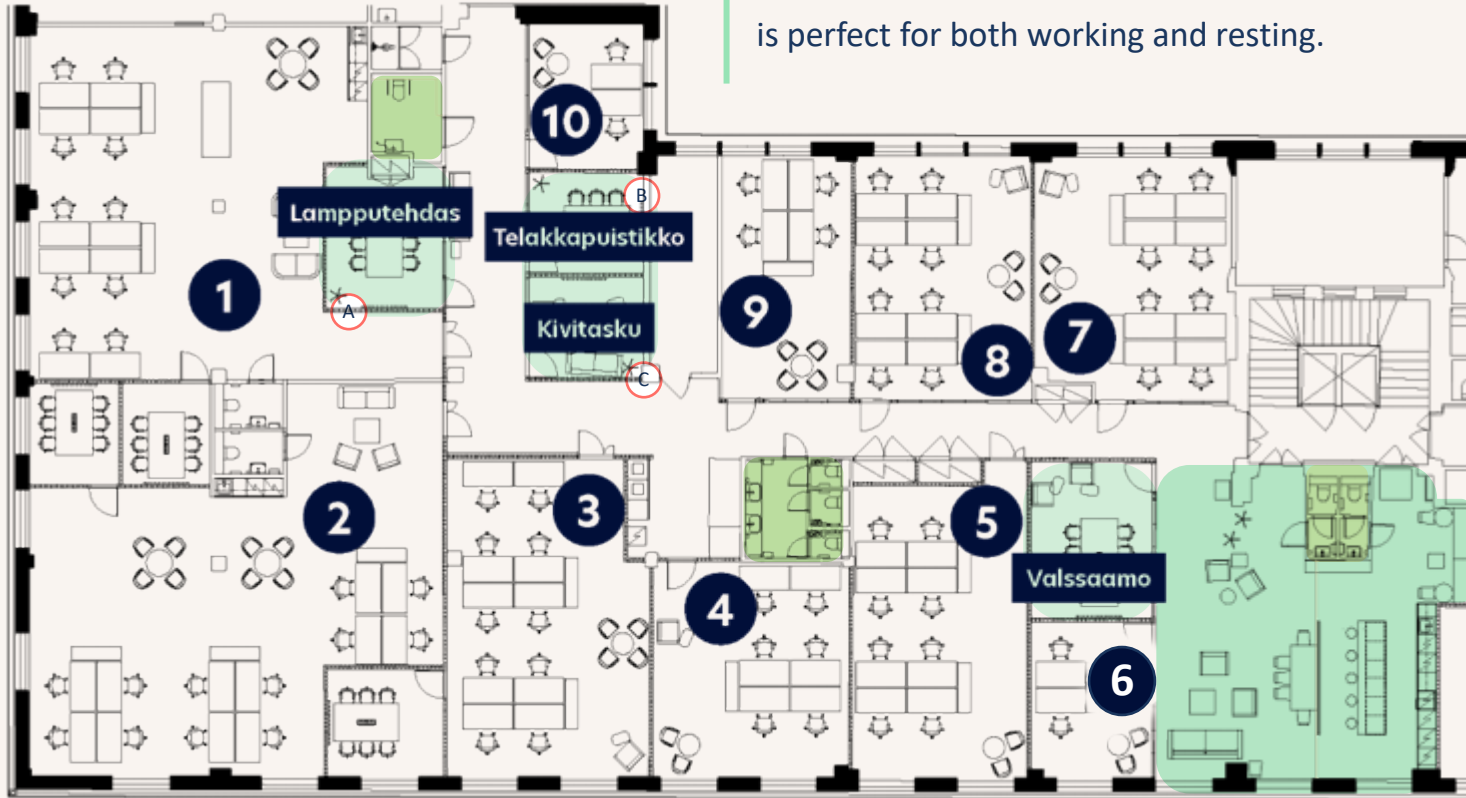 is perfect for both working and resting.
10
Lampputehdas
B
Telakkapuistikko
1
A
Kivitasku
9
8
7
C
2
3
5
4
Valssaamo
6